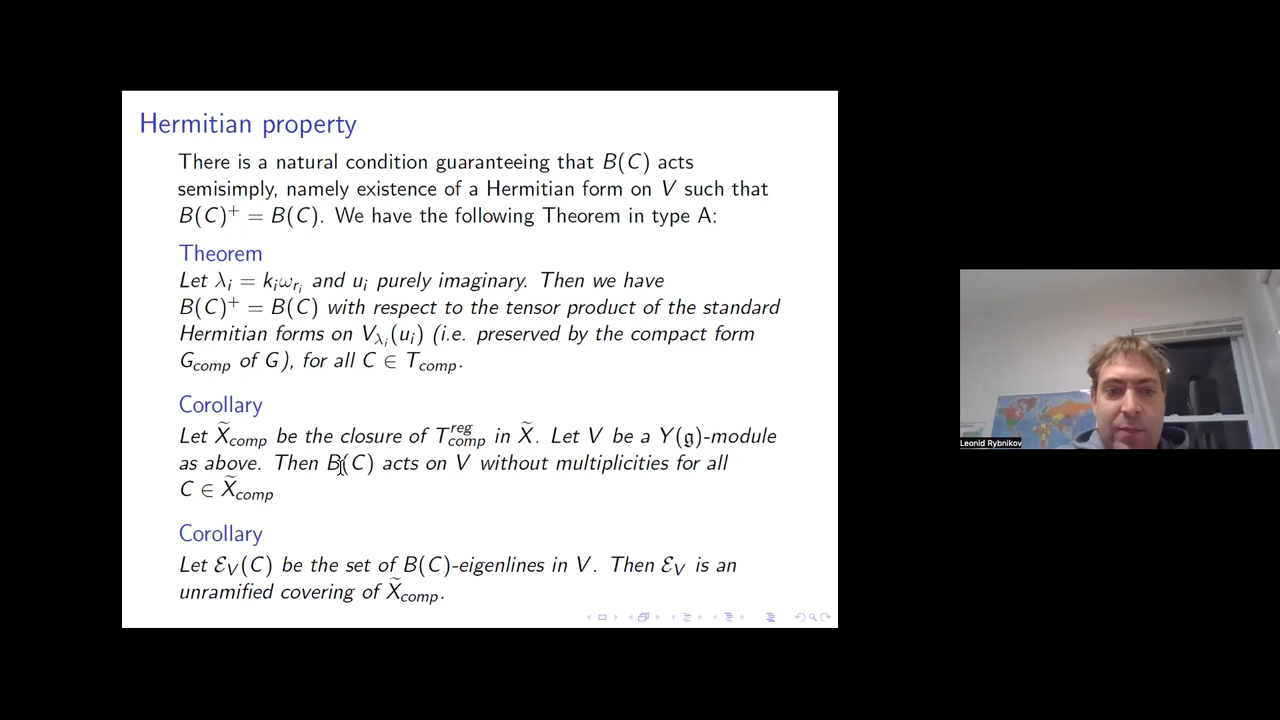 Hermitian property
There is a natural condition guaranteeing that B(C) acts
semisimply, namely existence of a Hermitian form on V such that
B(C)⁺ = B(C). We have the following Theorem in type A:
Theorem
Let λᵢ = kᵢω_{rᵢ} and uᵢ purely imaginary. Then we have
B(C)⁺ = B(C) with respect to the tensor product of the standard
Hermitian forms on V_{λᵢ}(uᵢ) (i.e. preserved by the compact form
G_{comp} of G), for all C ∈ T_{comp}.
Corollary
Let X̃_{comp} be the closure of T^{reg}_{comp} in X̃. Let V be a Y(𝔤)-module
as above. Then B(C) acts on V without multiplicities for all
C ∈ X̃_{comp}
Corollary
Let ℰ_V(C) be the set of B(C)-eigenlines in V. Then ℰ_V is an
unramified covering of X̃_{comp}.
Leonid Rybnikov